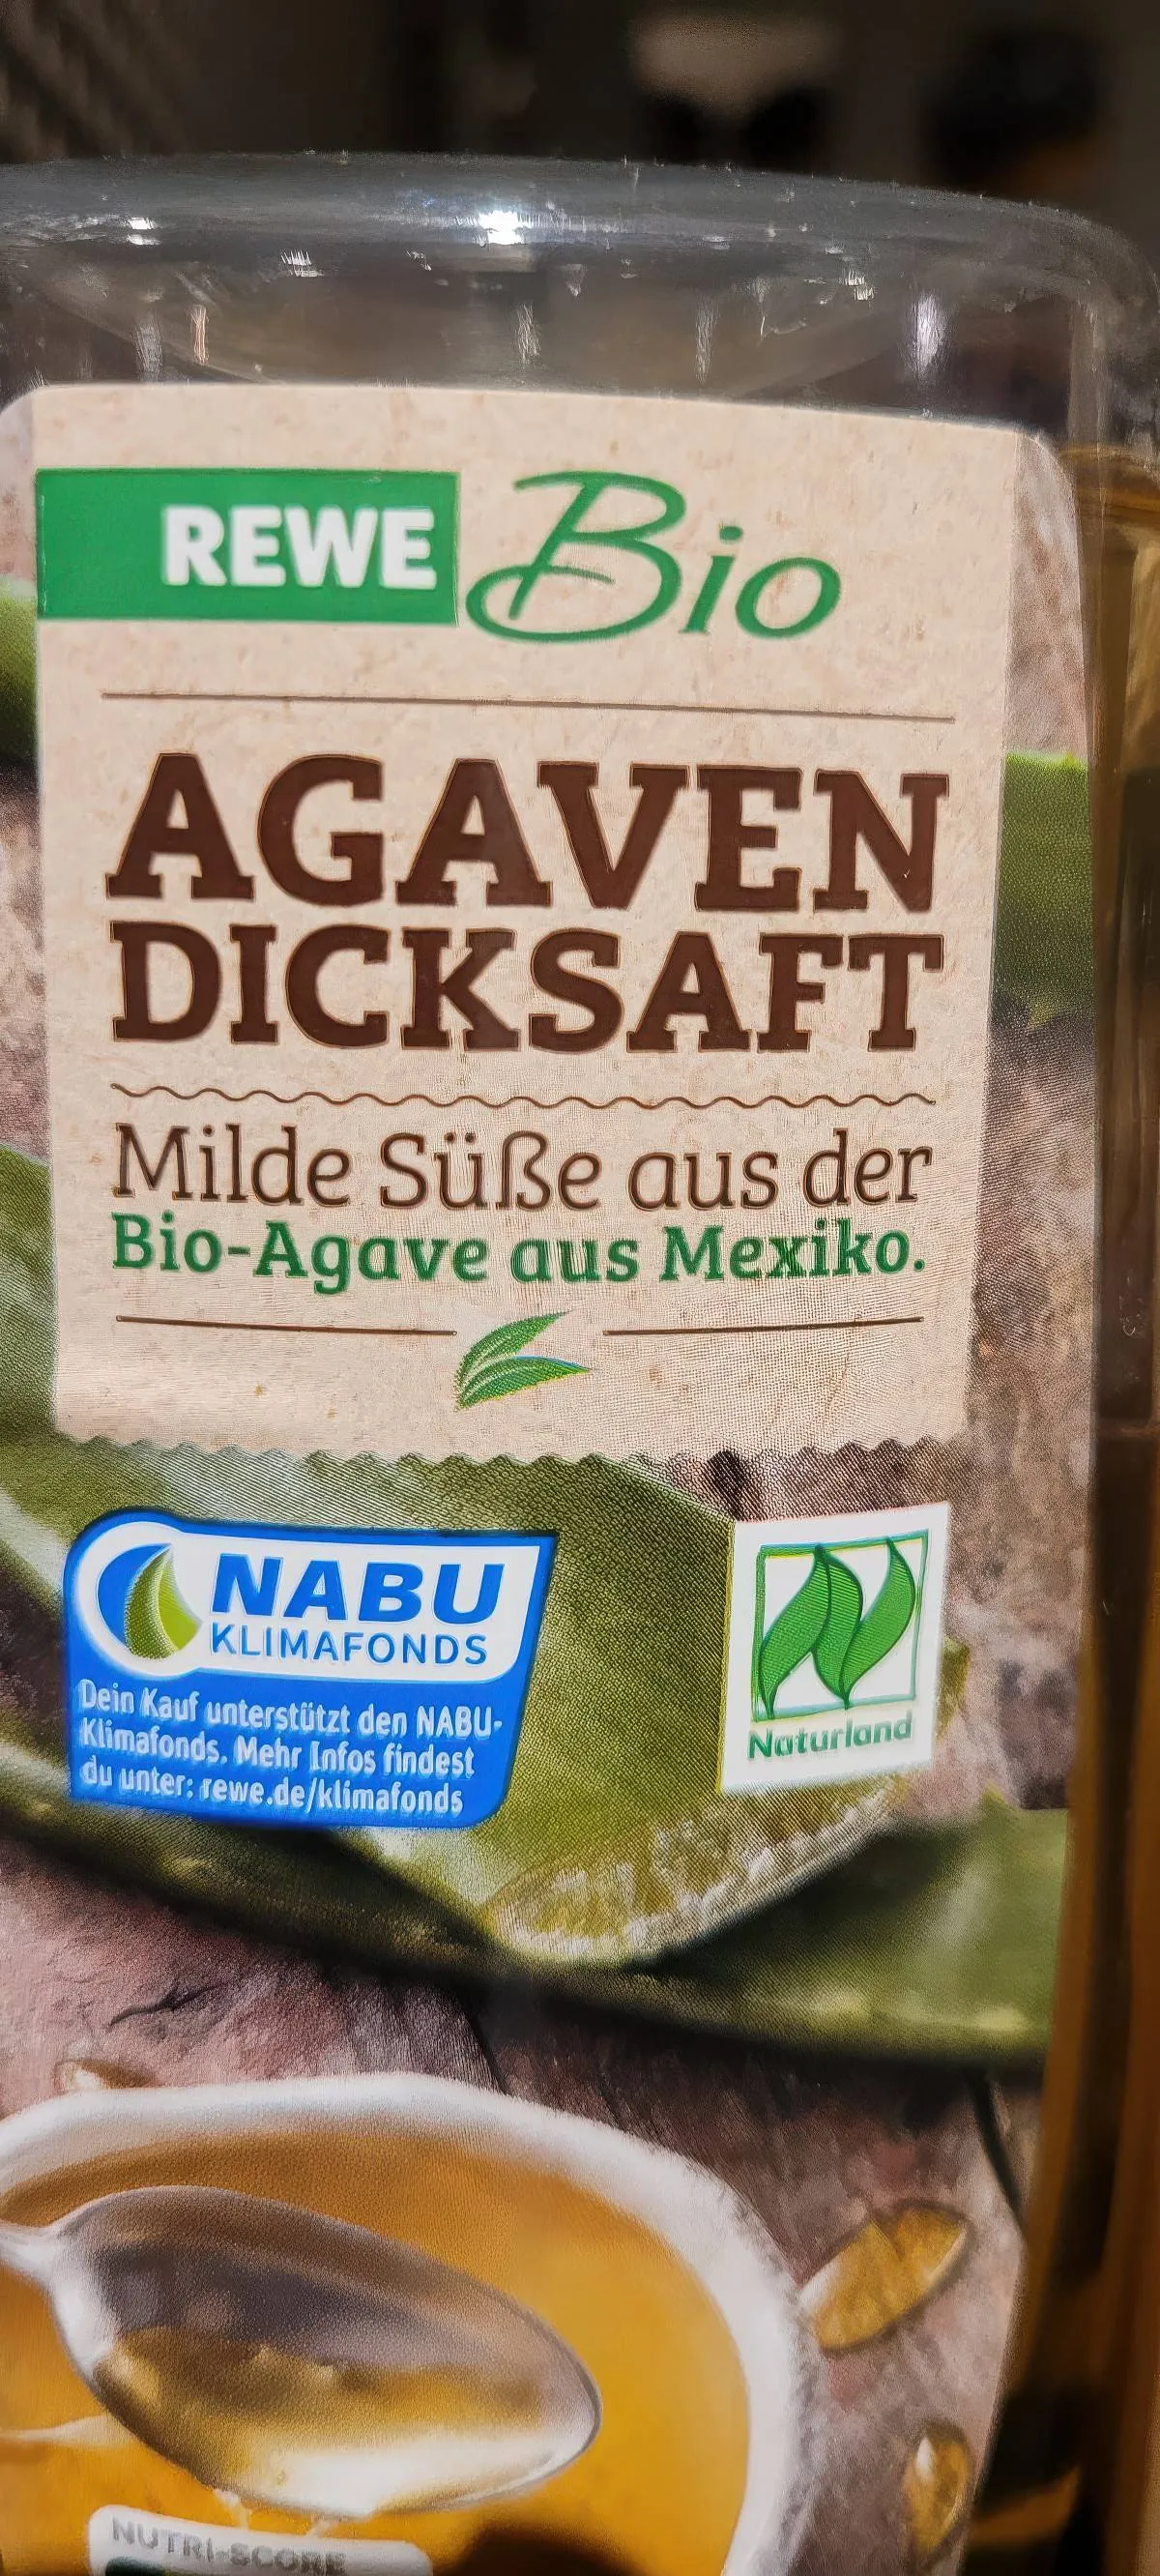 REWE Bio
AGAVEN
DICKSAFT
Milde Süße aus der
Bio-Agave aus Mexiko.
NABU
KLIMAFONDS
Dein Kauf unterstützt den NABU-
Klimafonds. Mehr Infos findest
du unter: rewe.de/klimafonds
Naturland
NUTRI-SCORE